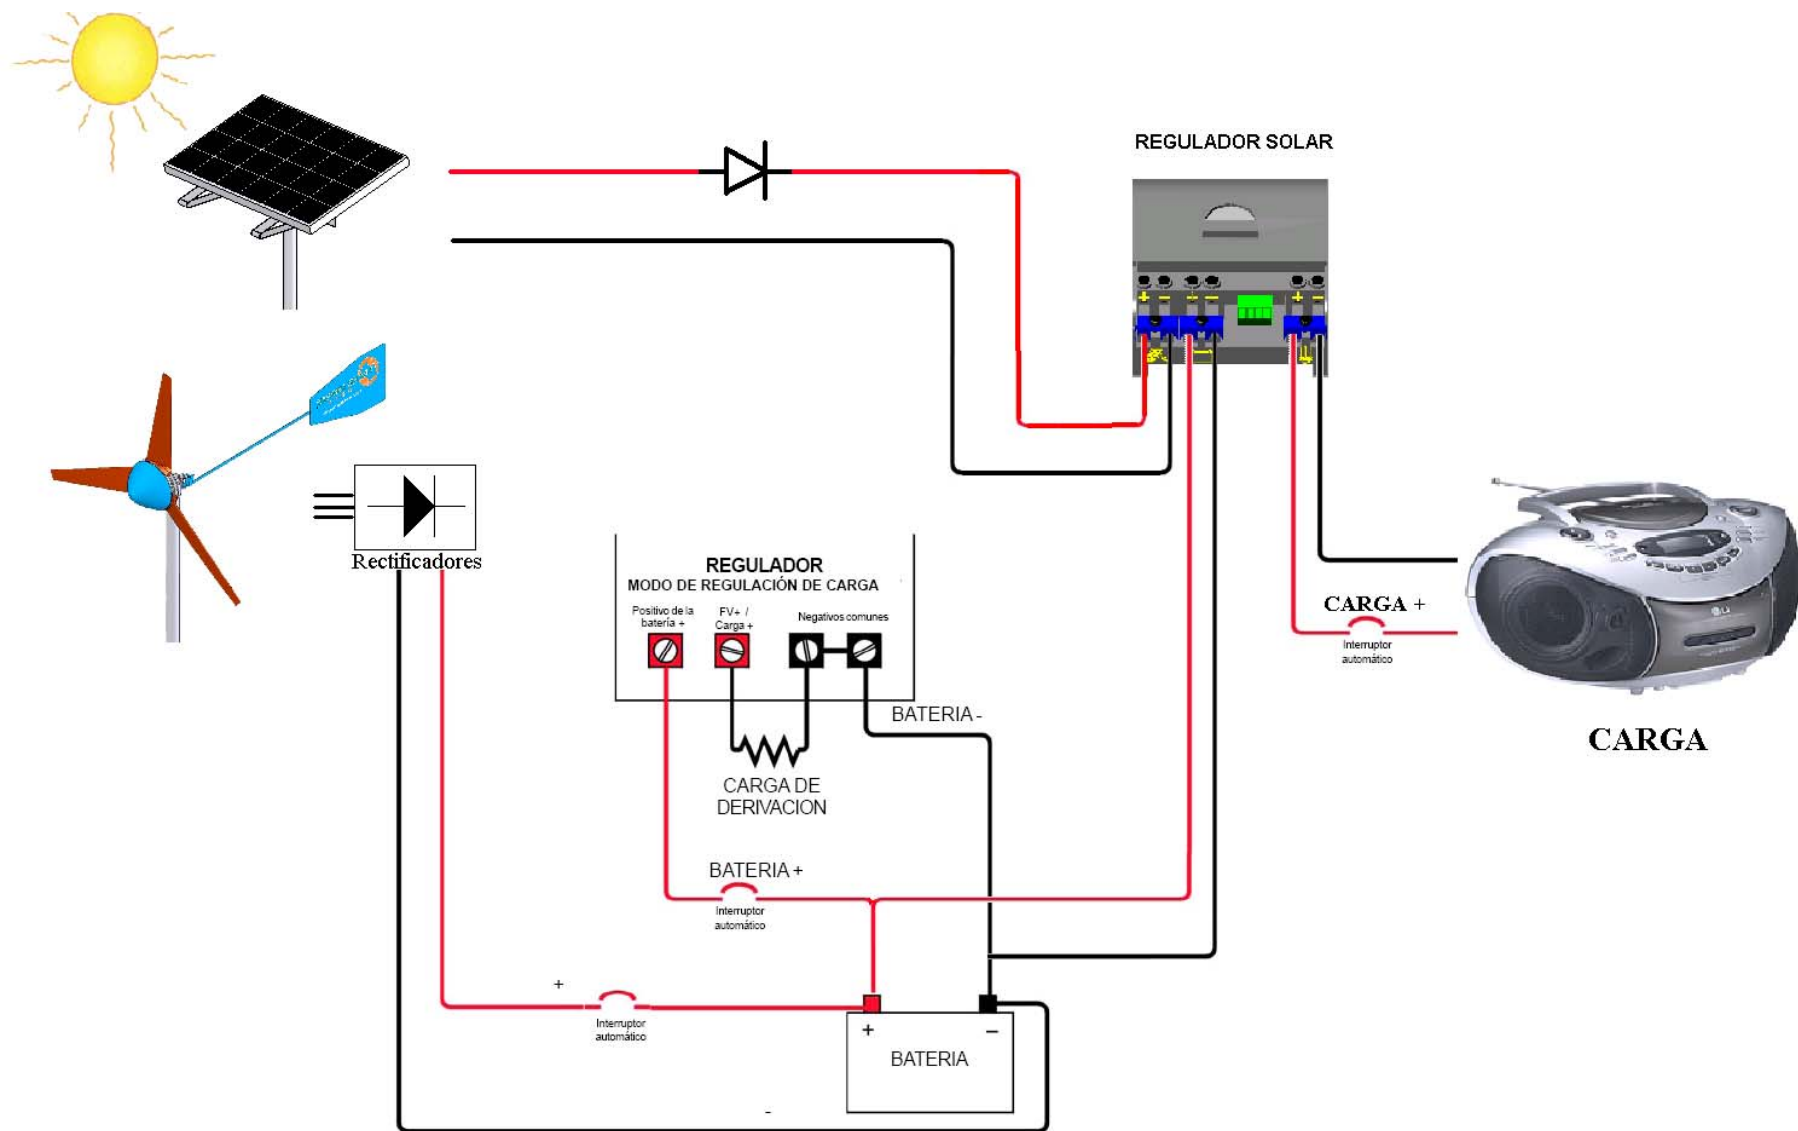 REGULADOR SOLAR
+ - + - + -
Rectificadores
REGULADOR
MODO DE REGULACIÓN DE CARGA
Positivo de la
batería +
FV+ /
Carga +
Negativos comunes
BATERIA -
CARGA DE
DERIVACION
BATERIA +
Interruptor
automático
CARGA +
Interruptor
automático
LG
CARGA
+
Interruptor
automático
+ -
BATERIA
-